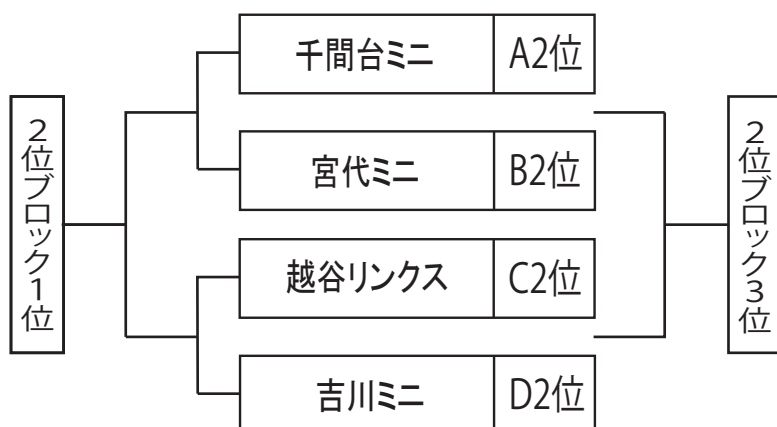 2位ブロック1位
千間台ミニ A2位
宮代ミニ B2位
越谷リンクス C2位
吉川ミニ D2位
2位ブロック3位